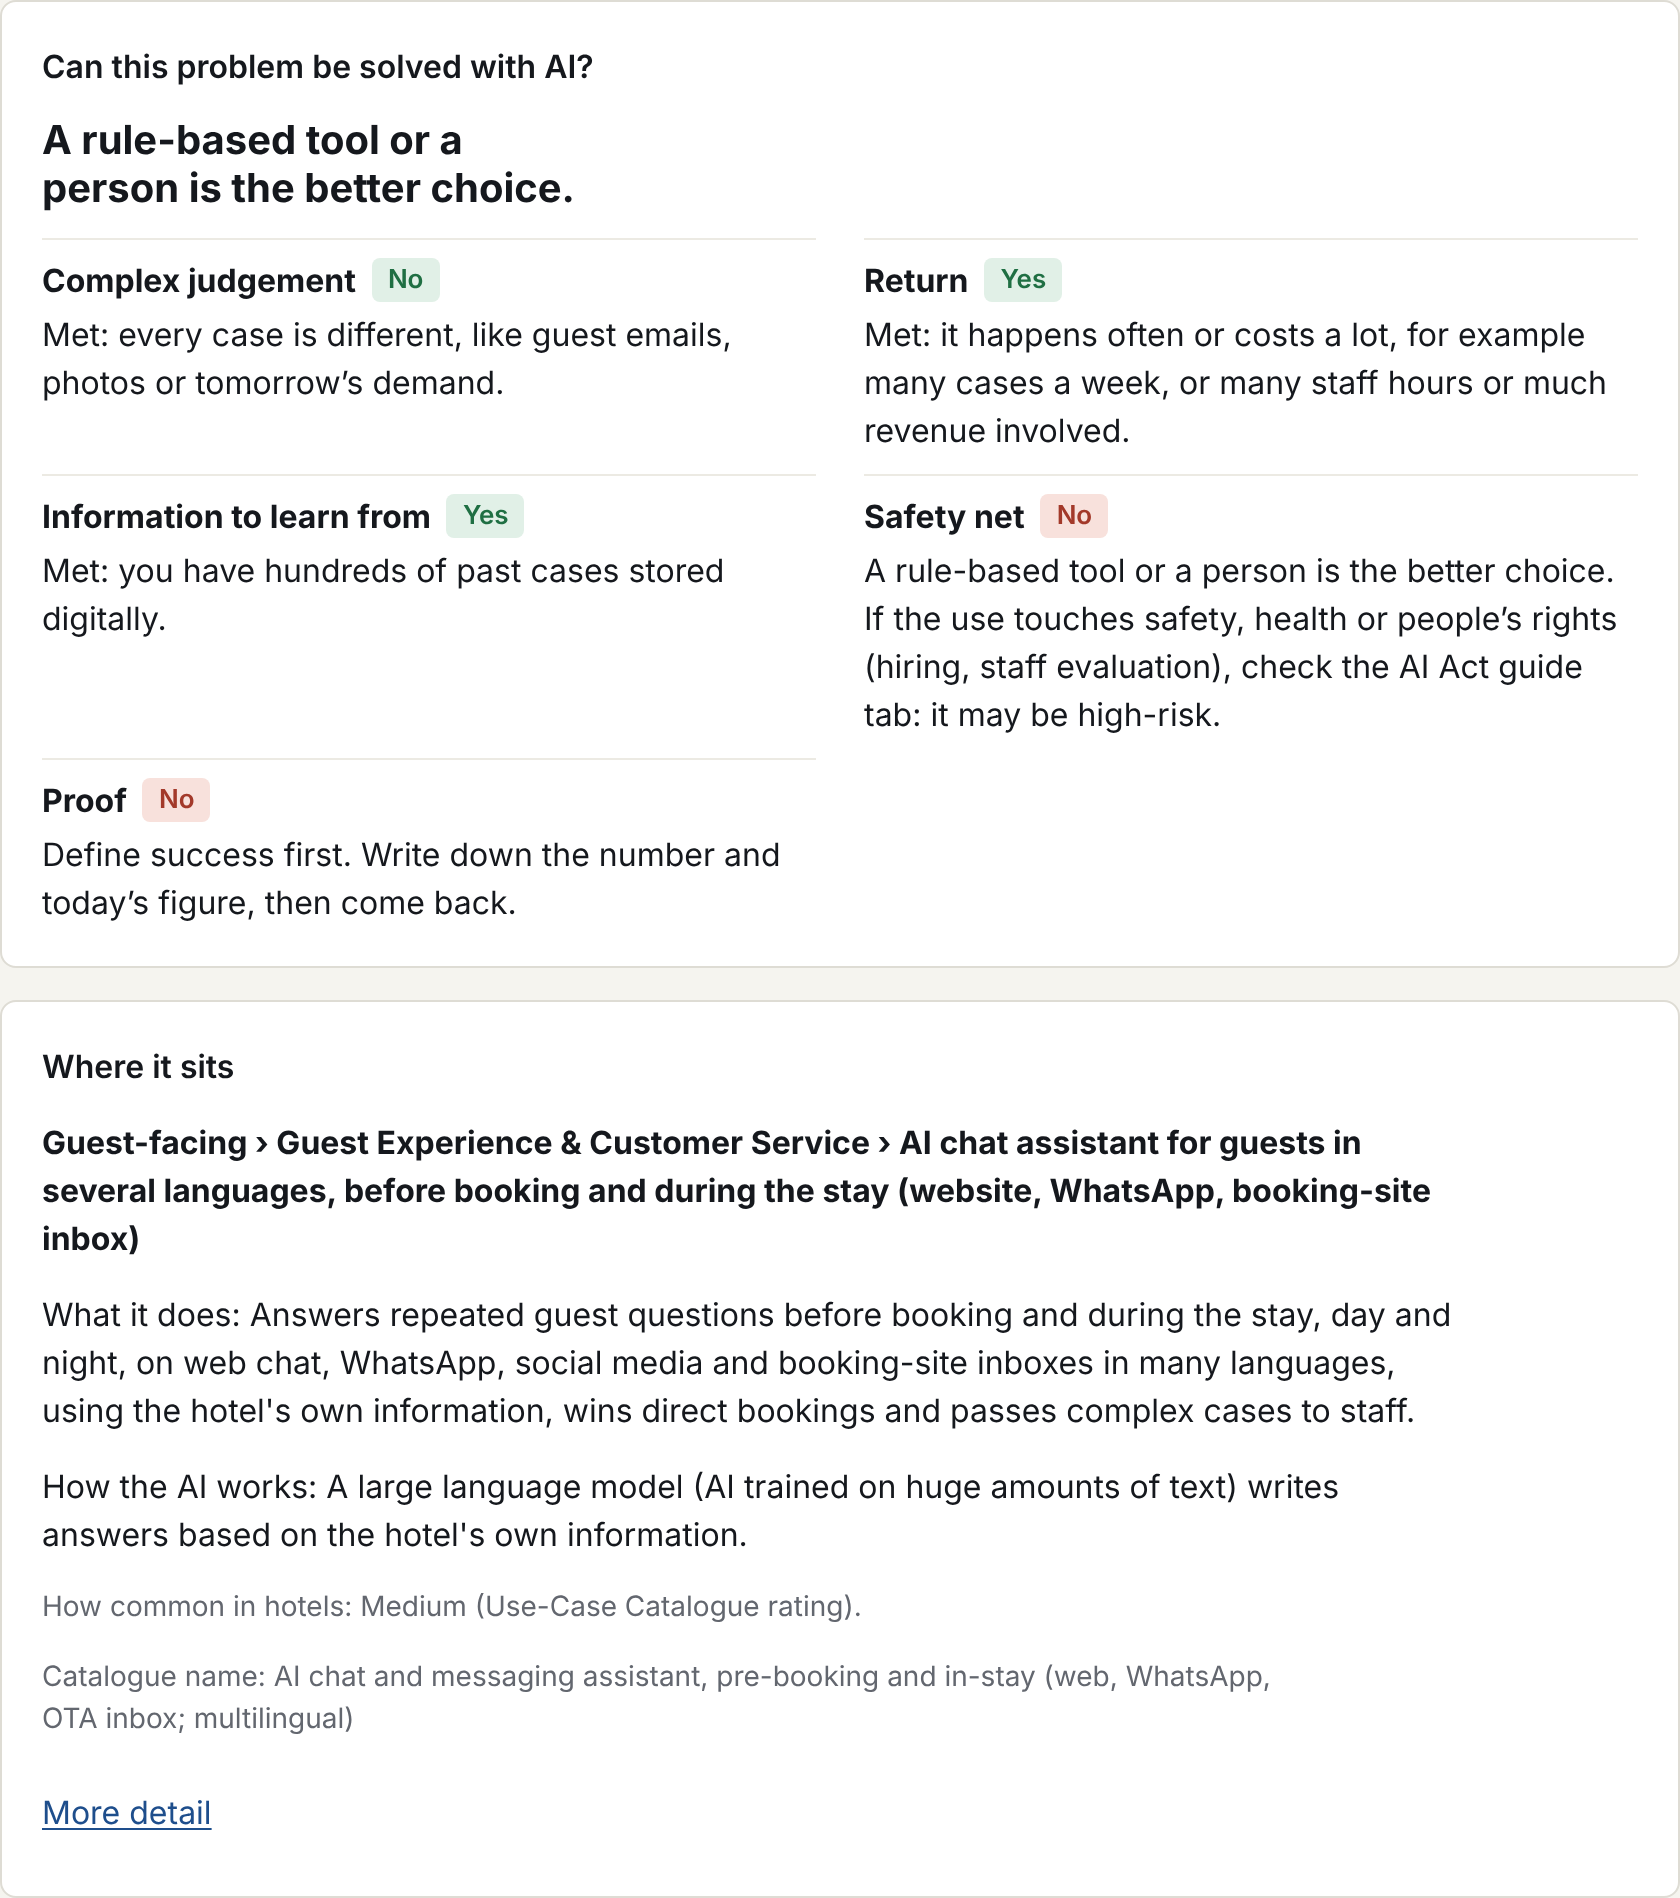 Can this problem be solved with AI?
A rule-based tool or a
person is the better choice.
Complex judgement No
Met: every case is different, like guest emails,
photos or tomorrow’s demand.
Return Yes
Met: it happens often or costs a lot, for example
many cases a week, or many staff hours or much
revenue involved.
Information to learn from Yes
Met: you have hundreds of past cases stored
digitally.
Safety net No
A rule-based tool or a person is the better choice.
If the use touches safety, health or people’s rights
(hiring, staff evaluation), check the AI Act guide
tab: it may be high-risk.
Proof No
Define success first. Write down the number and
today’s figure, then come back.
Where it sits
Guest-facing › Guest Experience & Customer Service › AI chat assistant for guests in
several languages, before booking and during the stay (website, WhatsApp, booking-site
inbox)
What it does: Answers repeated guest questions before booking and during the stay, day and
night, on web chat, WhatsApp, social media and booking-site inboxes in many languages,
using the hotel's own information, wins direct bookings and passes complex cases to staff.
How the AI works: A large language model (AI trained on huge amounts of text) writes
answers based on the hotel's own information.
How common in hotels: Medium (Use-Case Catalogue rating).
Catalogue name: AI chat and messaging assistant, pre-booking and in-stay (web, WhatsApp,
OTA inbox; multilingual)
More detail